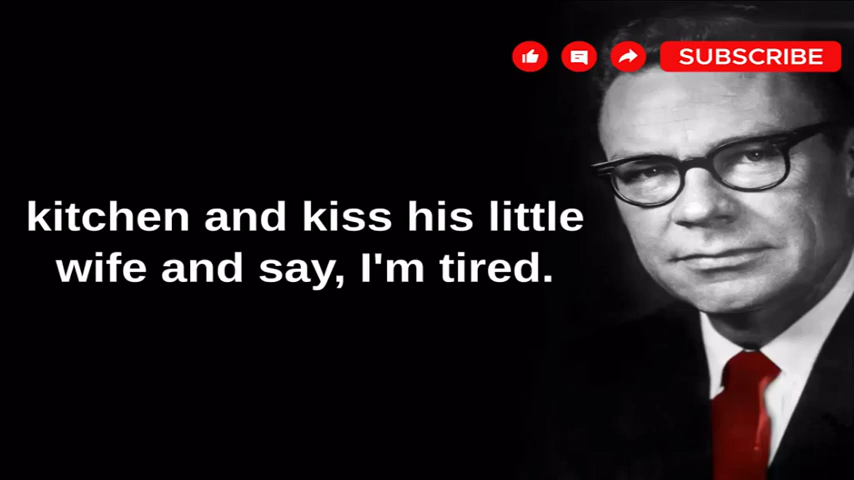 SUBSCRIBE
kitchen and kiss his little
wife and say, I'm tired.